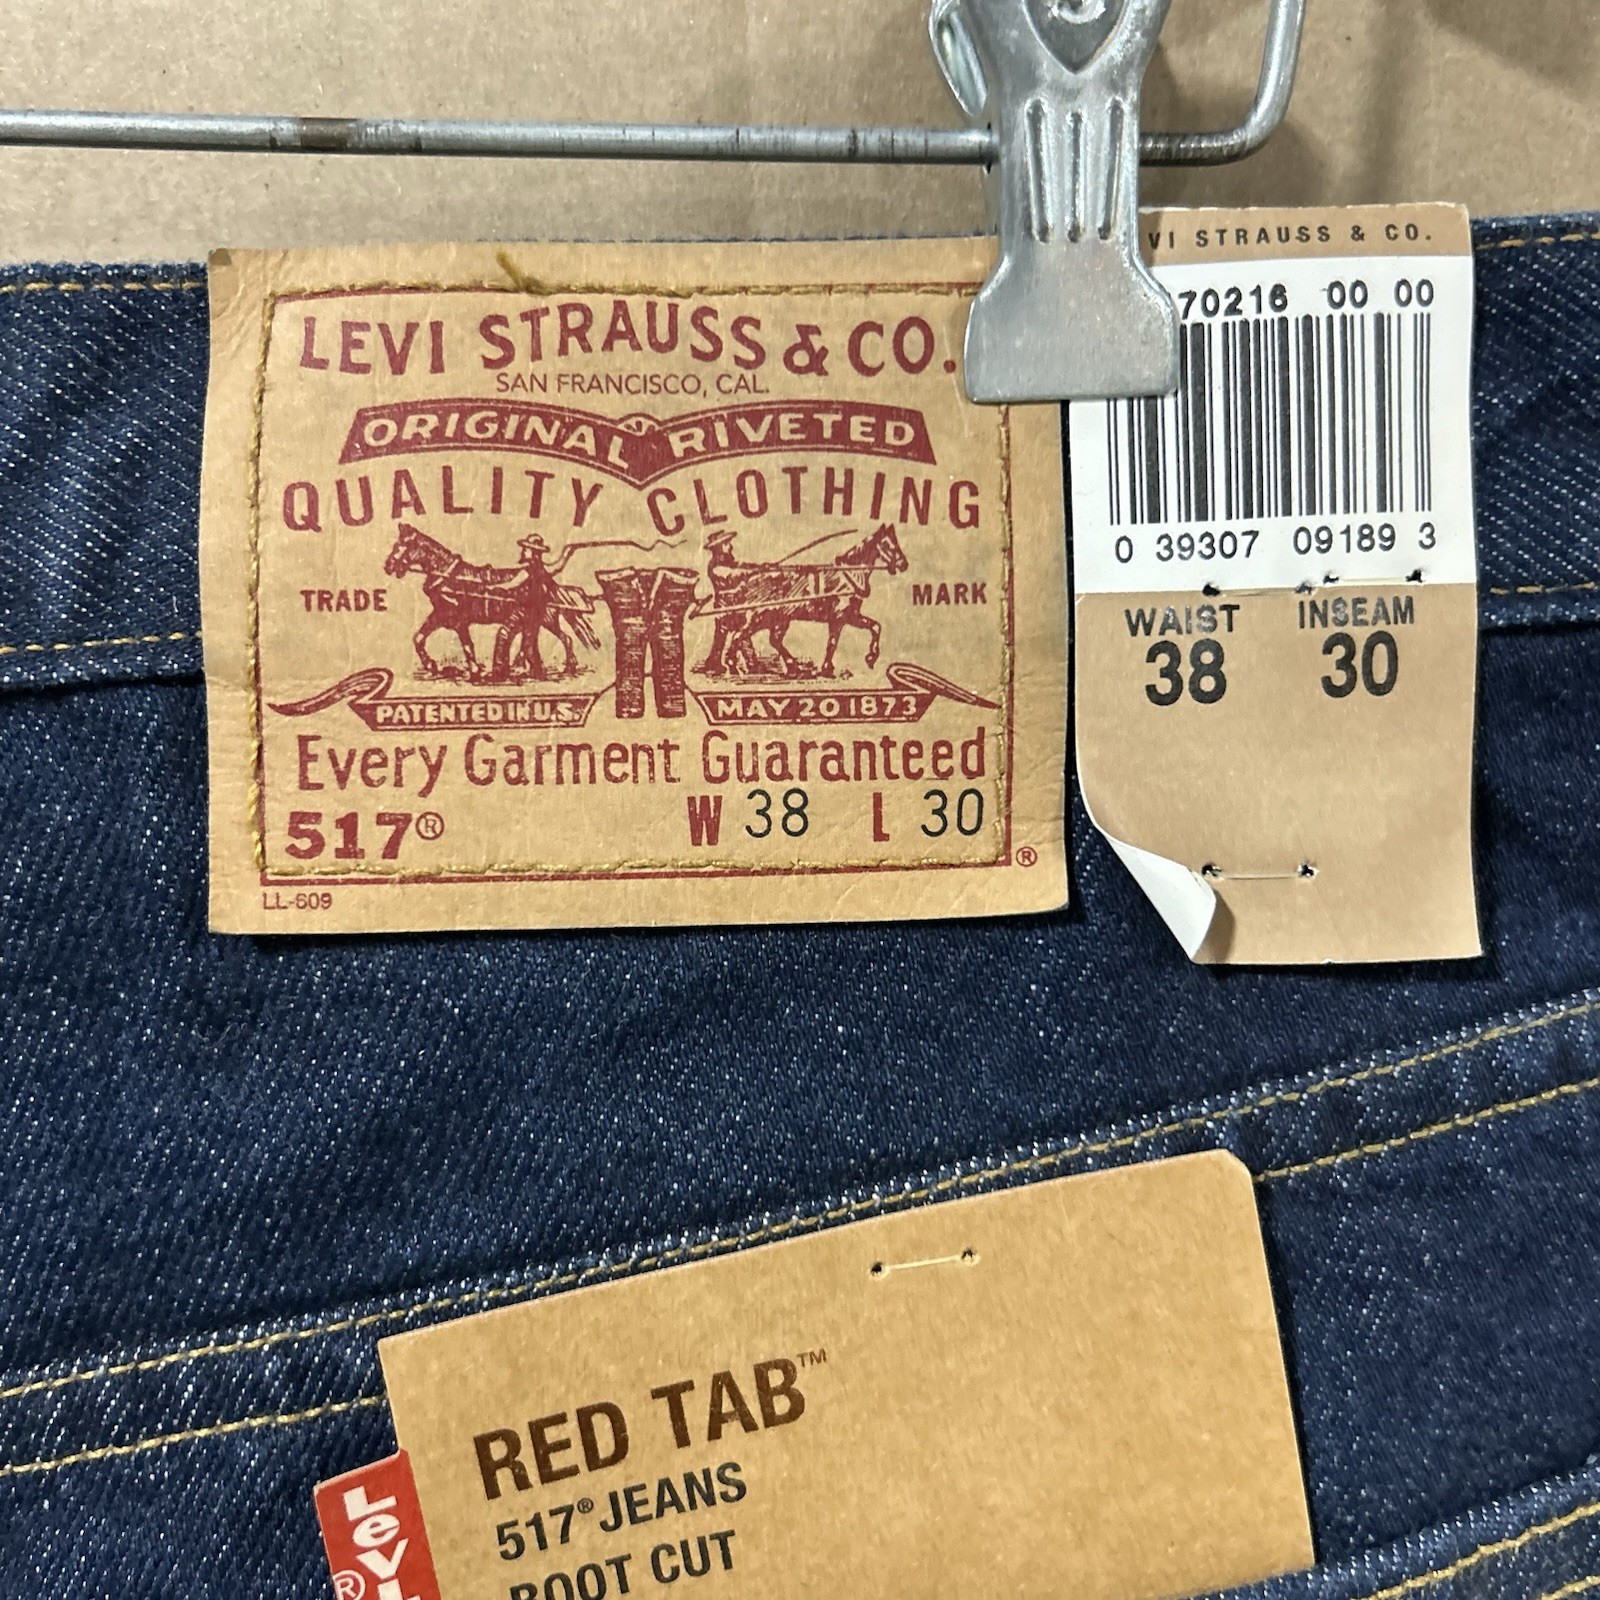 LEVI STRAUSS & CO.
SAN FRANCISCO, CAL.
ORIGINAL RIVETED
QUALITY CLOTHING
TRADE MARK
PATENTED IN U.S. MAY 20 1873
Every Garment Guaranteed
517® W 38 L 30
®
LL-609
VI STRAUSS & CO.
70216 00 00
0 39307 09189 3
WAIST INSEAM
38 30
RED TAB™
517® JEANS
BOOT CUT
LeVI
®